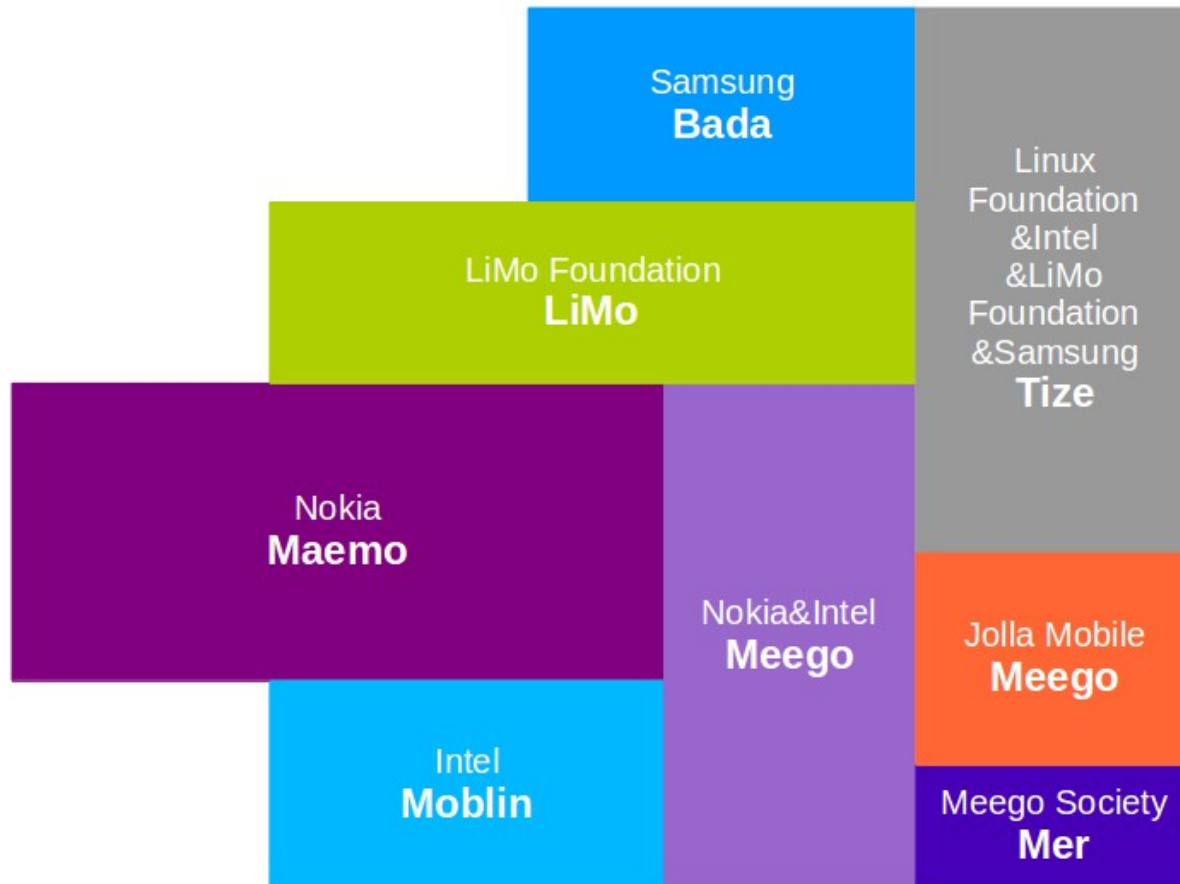 Samsung
Bada
Linux
Foundation
&Intel
&LiMo
Foundation
&Samsung
Tize
LiMo Foundation
LiMo
Nokia
Maemo
Nokia&Intel
Meego
Jolla Mobile
Meego
Intel
Moblin
Meego Society
Mer